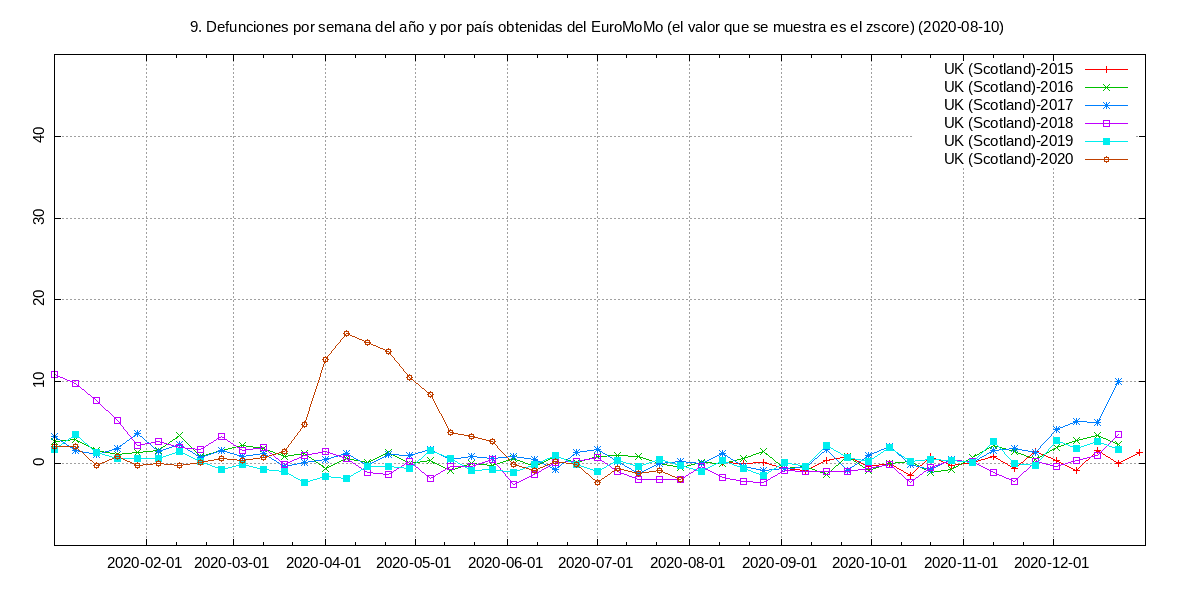 9. Defunciones por semana del año y por país obtenidas del EuroMoMo (el valor que se muestra es el zscore) (2020-08-10)
UK (Scotland)-2015
UK (Scotland)-2016
UK (Scotland)-2017
UK (Scotland)-2018
UK (Scotland)-2019
UK (Scotland)-2020
40
30
20
10
0
2020-02-01 2020-03-01 2020-04-01 2020-05-01 2020-06-01 2020-07-01 2020-08-01 2020-09-01 2020-10-01 2020-11-01 2020-12-01